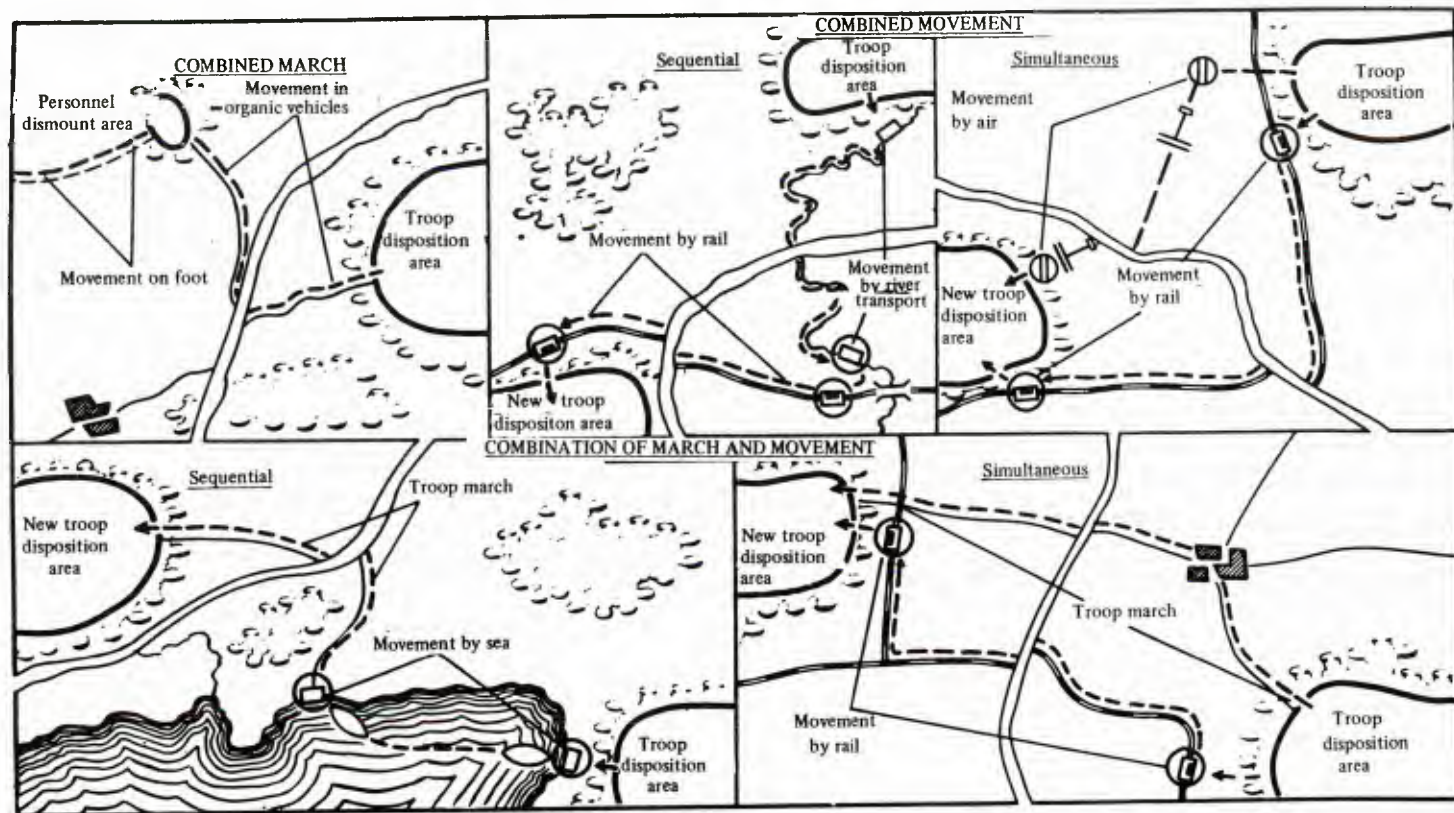 COMBINED MARCH
Movement in
organic vehicles
Personnel
dismount area
Troop
disposition
area
Movement on foot
COMBINED MOVEMENT
Sequential
Troop
disposition
area
Movement by rail
Movement
by river
transport
New troop
dispositon area
Simultaneous
Movement
by air
Troop
disposition
area
New troop
disposition
area
Movement
by rail
COMBINATION OF MARCH AND MOVEMENT
Sequential
Troop march
New troop
disposition
area
Movement by sea
Troop
disposition
area
Simultaneous
New troop
disposition
area
Troop march
Movement
by rail
Troop
disposition
area